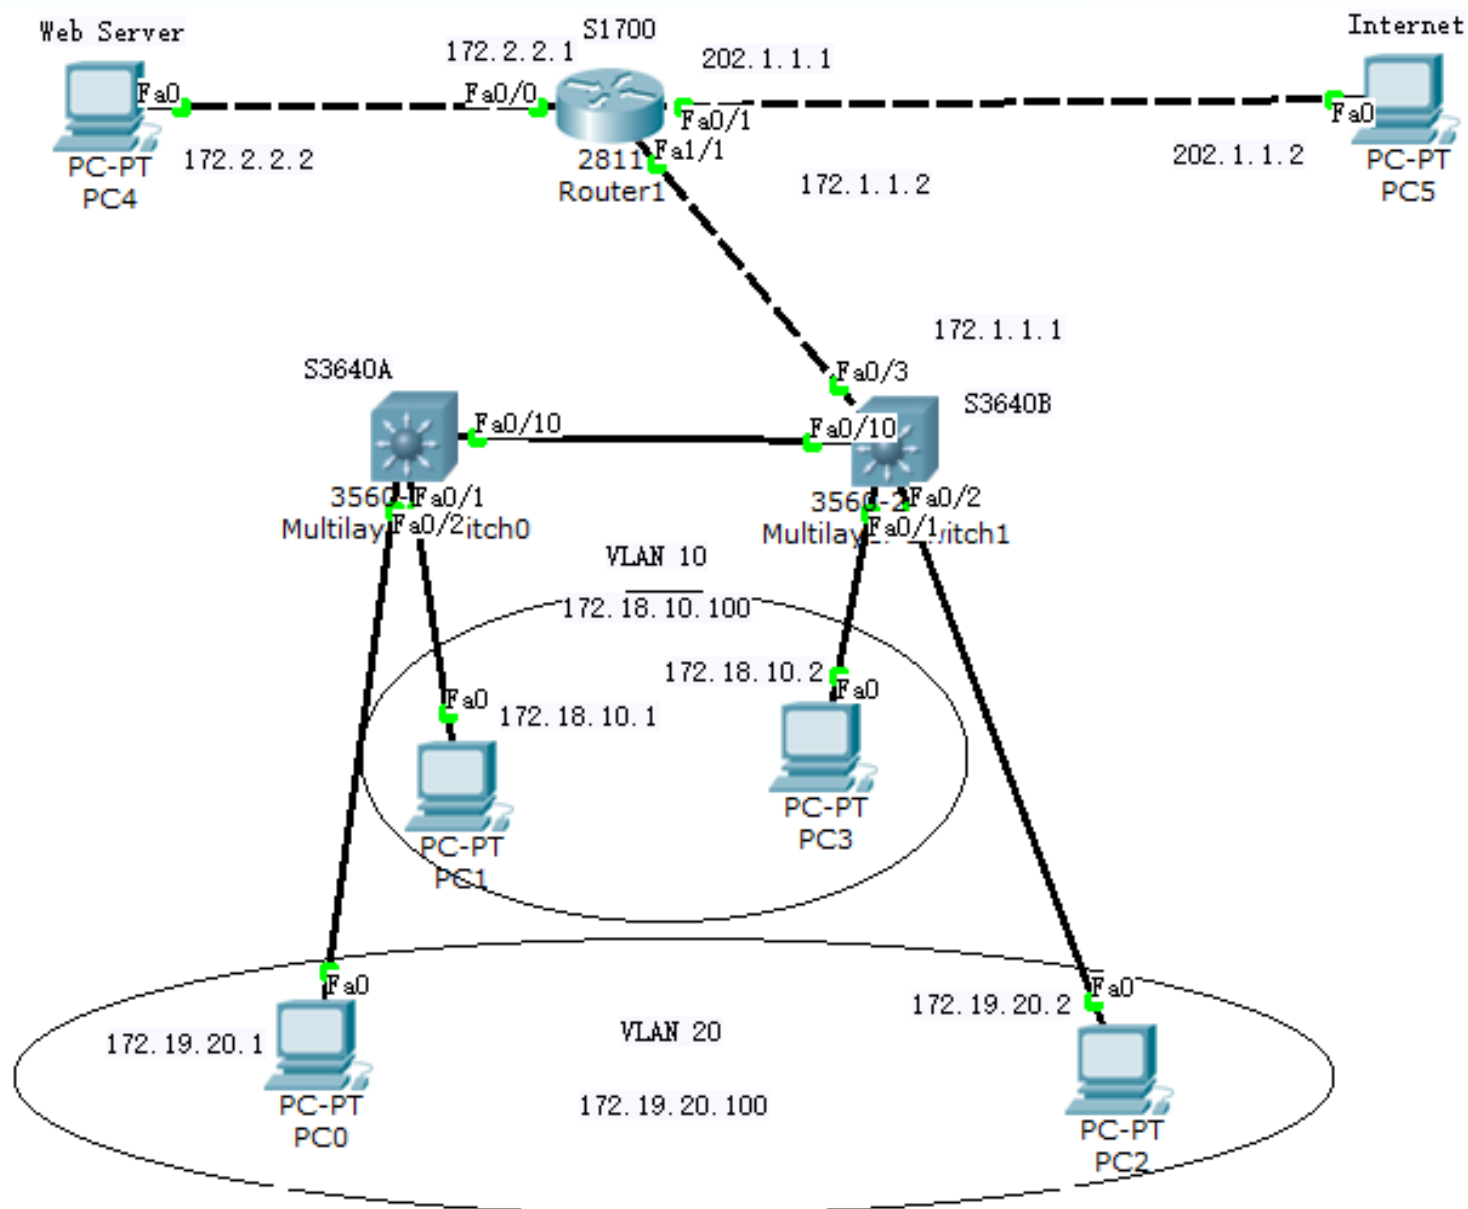 Web Server
S1700
Internet
172.2.2.1
202.1.1.1
Fa0
Fa0/0
Fa0/1
Fa0
172.2.2.2
Fa1/1
202.1.1.2
PC-PT
PC4
2811
Router1
172.1.1.2
PC-PT
PC5
172.1.1.1
S3640A
Fa0/3
S3640B
Fa0/10
Fa0/10
Fa0/1
Fa0/2
Fa0/2
Fa0/1
VLAN 10
172.18.10.100
172.18.10.2
Fa0
Fa0
172.18.10.1
PC-PT
PC3
PC-PT
PC1
Fa0
172.19.20.1
VLAN 20
172.19.20.2
Fa0
172.19.20.100
PC-PT
PC0
PC-PT
PC2